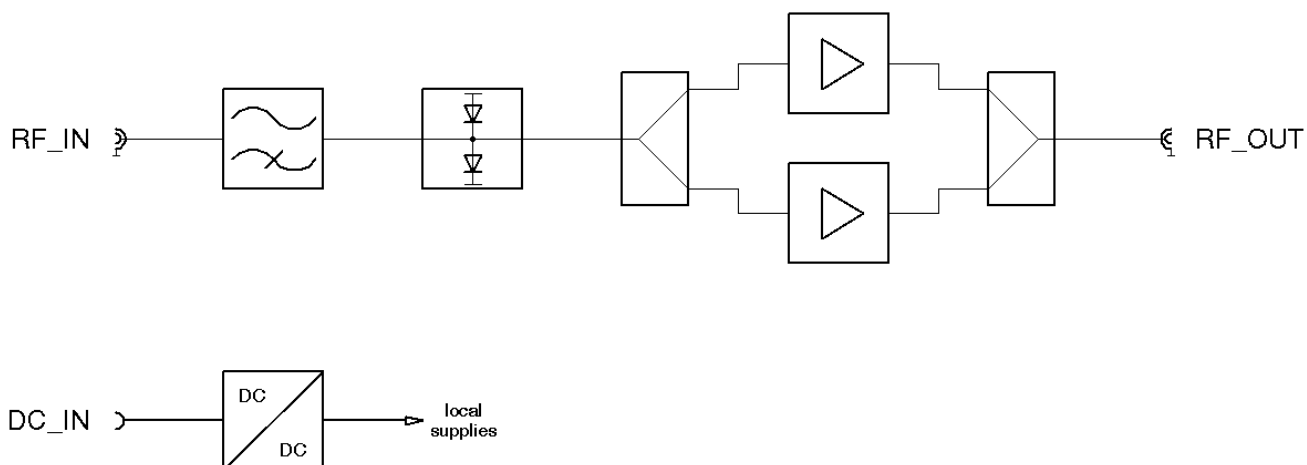 RF_IN
RF_OUT
DC_IN
DC
DC
local
supplies